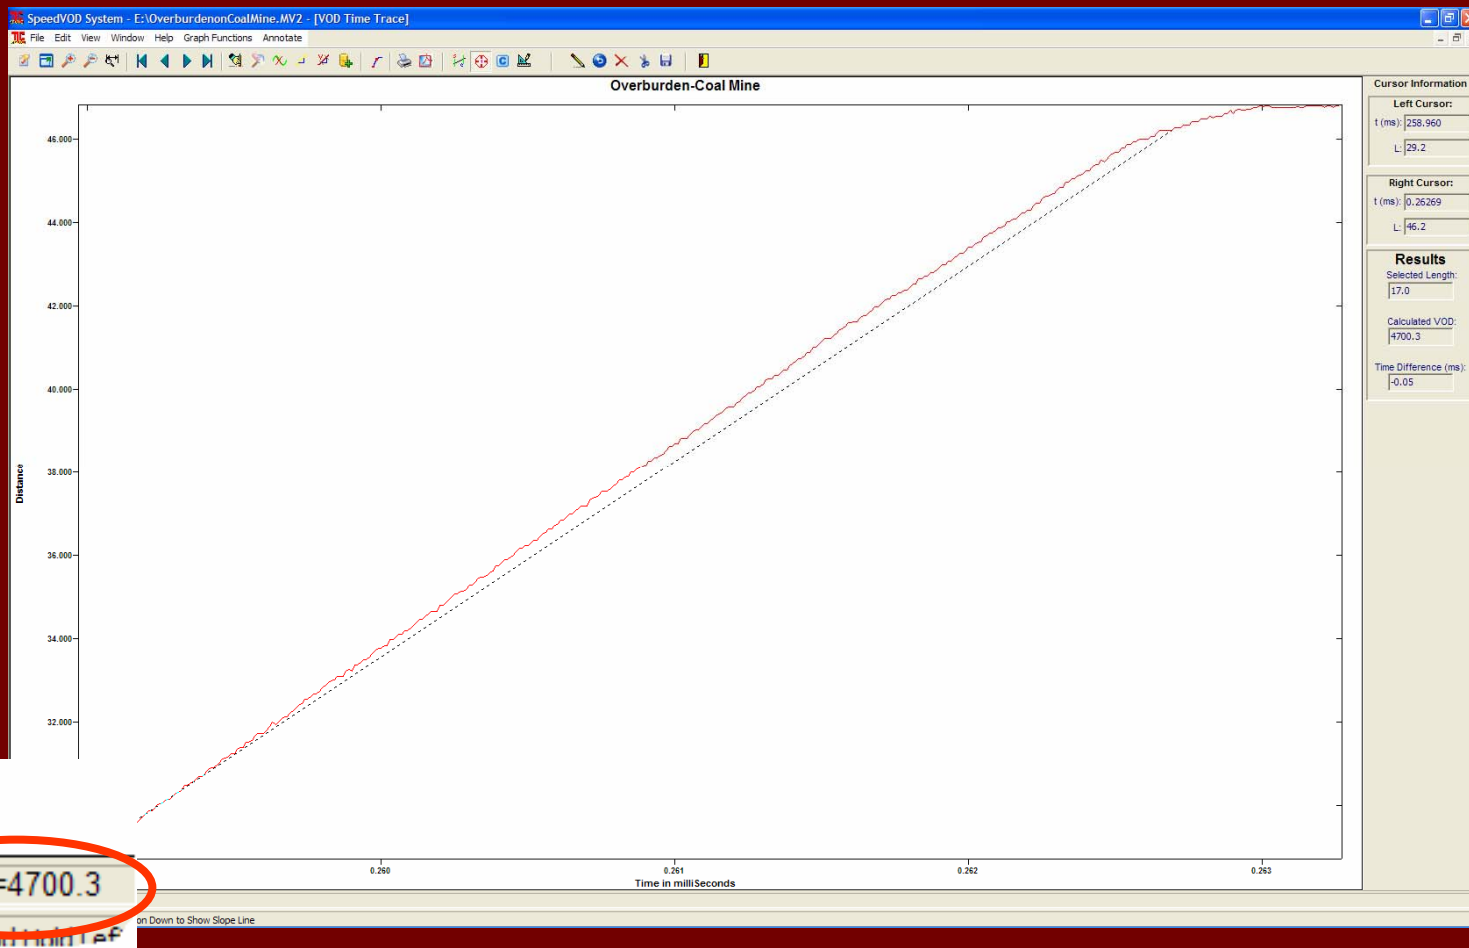 SpeedVOD System - E:\OverburdenonCoalMine.MV2 - [VOD Time Trace]
File Edit View Window Help Graph Functions Annotate
Overburden-Coal Mine
Cursor Information
Left Cursor:
t (ms): 258.960
L: 29.2
Right Cursor:
t (ms): 0.26269
L: 46.2
Results
Selected Length:
17.0
Calculated VOD:
4700.3
Time Difference (ms):
-0.05
46.000
44.000
42.000
40.000
38.000
Distance
36.000
34.000
32.000
0.260 0.261 0.262 0.263
Time in milliSeconds
=4700.3
on Down to Show Slope Line